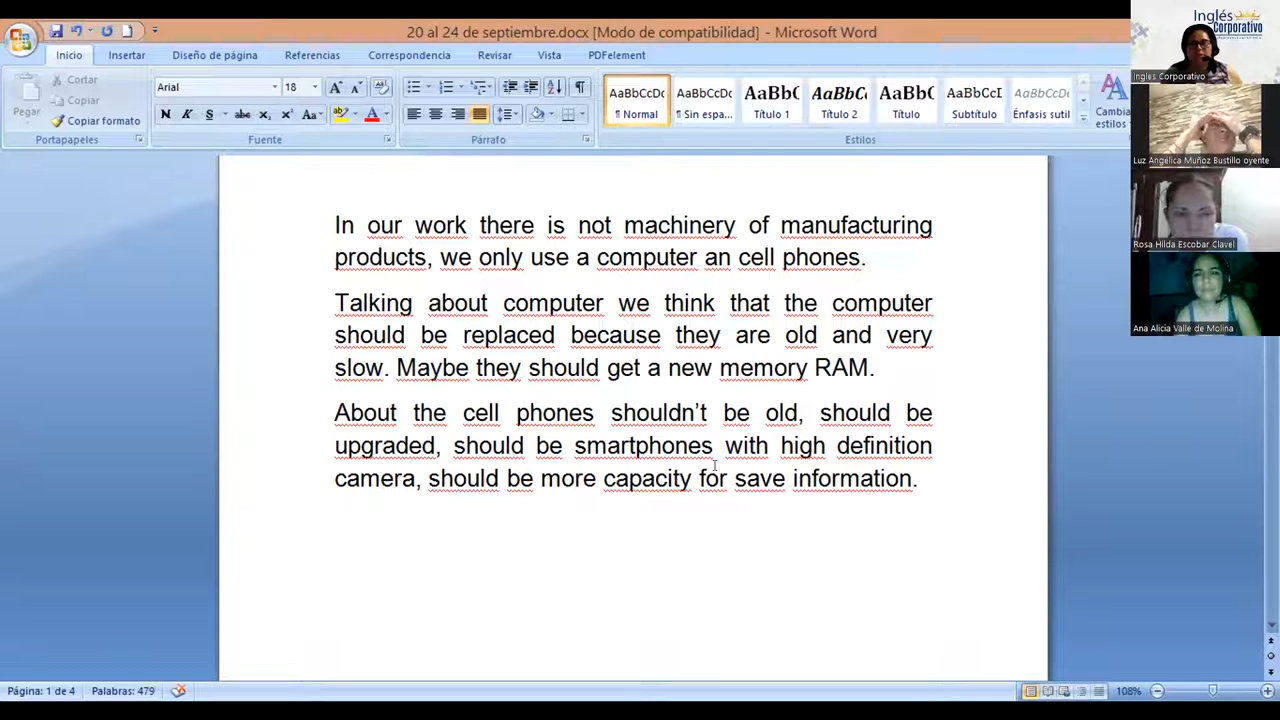 20 al 24 de septiembre.docx [Modo de compatibilidad] - Microsoft Word
Inglés
Corporativo
Inicio Insertar Diseño de página Referencias Correspondencia Revisar Vista PDFelement
Cortar
Copiar
Copiar formato
Pegar
Portapapeles
Arial 18
N K S abc x₂ x² Aa
Fuente
Párrafo
AaBbCcDc AaBbCcDc AaBbC AaBbCc AaBbC AaBbCcI AaBbCcDc
¶ Normal ¶ Sin espa... Título 1 Título 2 Título Subtítulo Énfasis sutil
Cambia
estilos
Estilos
Ingles Corporativo
Luz Angélica Muñoz Bustillo oyente
Rosa Hilda Escobar Clavel
Ana Alicia Valle de Molina
In our work there is not machinery of manufacturing
products, we only use a computer an cell phones.
Talking about computer we think that the computer
should be replaced because they are old and very
slow. Maybe they should get a new memory RAM.
About the cell phones shouldn't be old, should be
upgraded, should be smartphones with high definition
camera, should be more capacity for save information.
Página: 1 de 4 Palabras: 479 108%